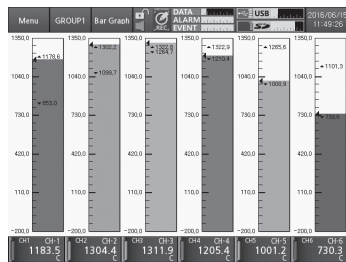 Menu GROUP1 Bar Graph REC. DATA ALARM EVENT USB SD 2016/06/15 11:49:26
1350,0 1350,0 1350,0 1350,0 1350,0 1350,0
1178,6 1302,2 1322,8 1322,9 1265,6 1101,3
1264,7 1210,4
1040,0 1040,0 1040,0 1040,0 1040,0 1040,0
1099,7 1008,9
953,0
730,0 730,0 730,0 730,0 730,0 730,0
420,0 420,0 420,0 420,0 420,0 420,0
110,0 110,0 110,0 110,0 110,0 110,0
-200,0 -200,0 -200,0 -200,0 -200,0 -200,0
CH1 CH-1 CH2 CH-2 CH3 CH-3 CH4 CH-4 CH5 CH-5 CH6 CH-6
1183.5 1304.4 1311.9 1205.4 1001.2 730.3
C C C C C C